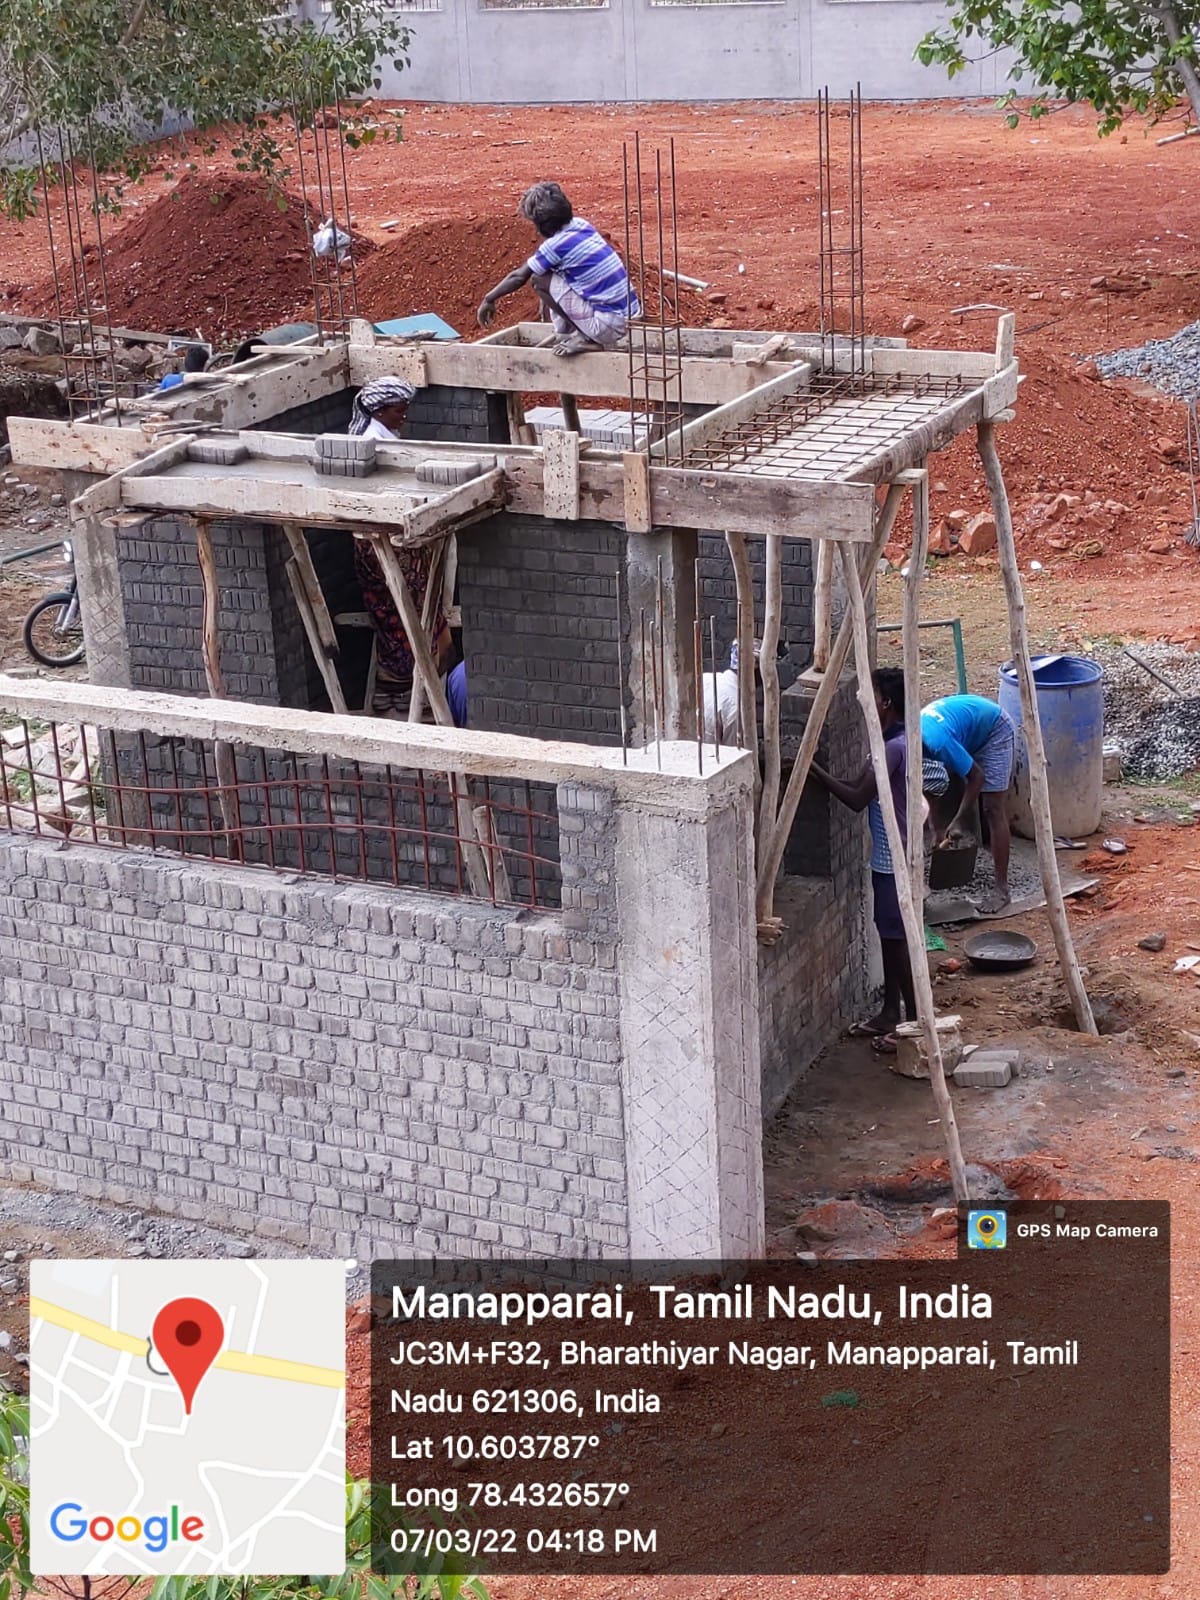 GPS Map Camera
Manapparai, Tamil Nadu, India
JC3M+F32, Bharathiyar Nagar, Manapparai, Tamil
Nadu 621306, India
Lat 10.603787°
Long 78.432657°
07/03/22 04:18 PM
Google